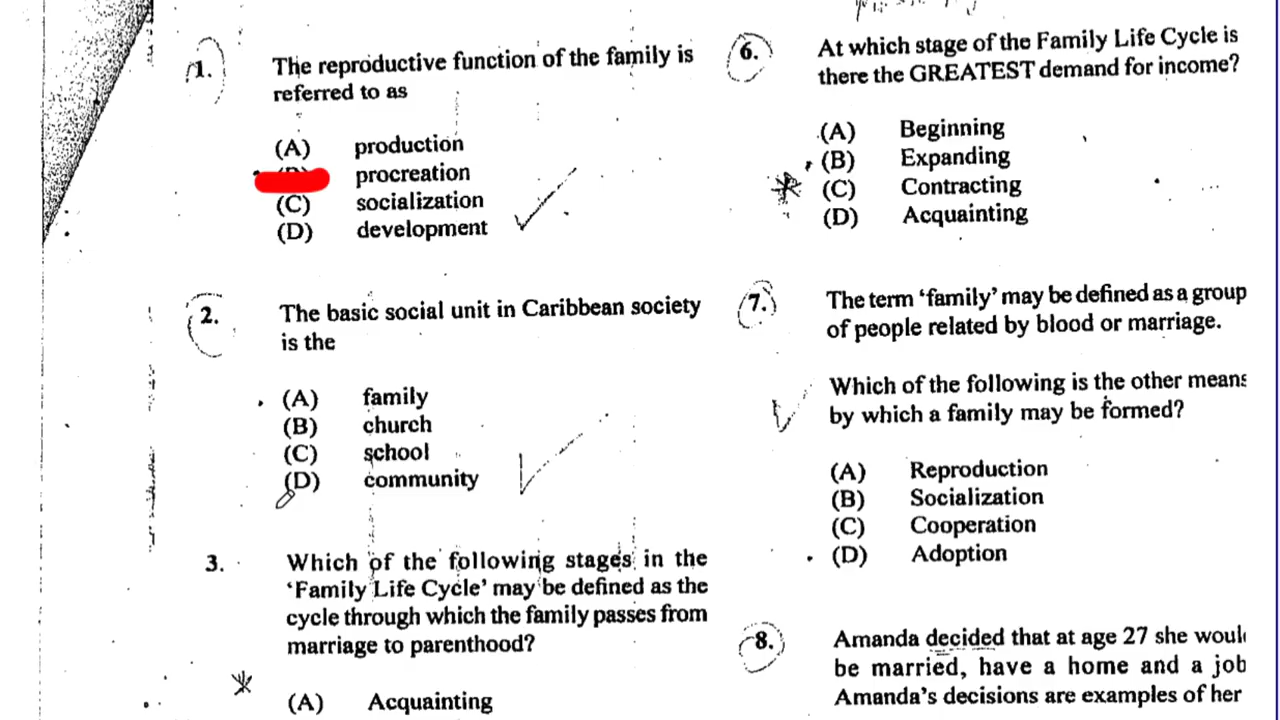 1.
The reproductive function of the family is
referred to as
(A) production
procreation
(C) socialization
(D) development
2.
The basic social unit in Caribbean society
is the
(A) family
(B) church
(C) school
(D) community
3.
Which of the following stages in the
‘Family Life Cycle’ may be defined as the
cycle through which the family passes from
marriage to parenthood?
(A) Acquainting
6.
At which stage of the Family Life Cycle is
there the GREATEST demand for income?
(A) Beginning
(B) Expanding
(C) Contracting
(D) Acquainting
7.
The term ‘family’ may be defined as a group
of people related by blood or marriage.
Which of the following is the other means
by which a family may be formed?
(A) Reproduction
(B) Socialization
(C) Cooperation
(D) Adoption
8.
Amanda decided that at age 27 she would
be married, have a home and a job
Amanda’s decisions are examples of her